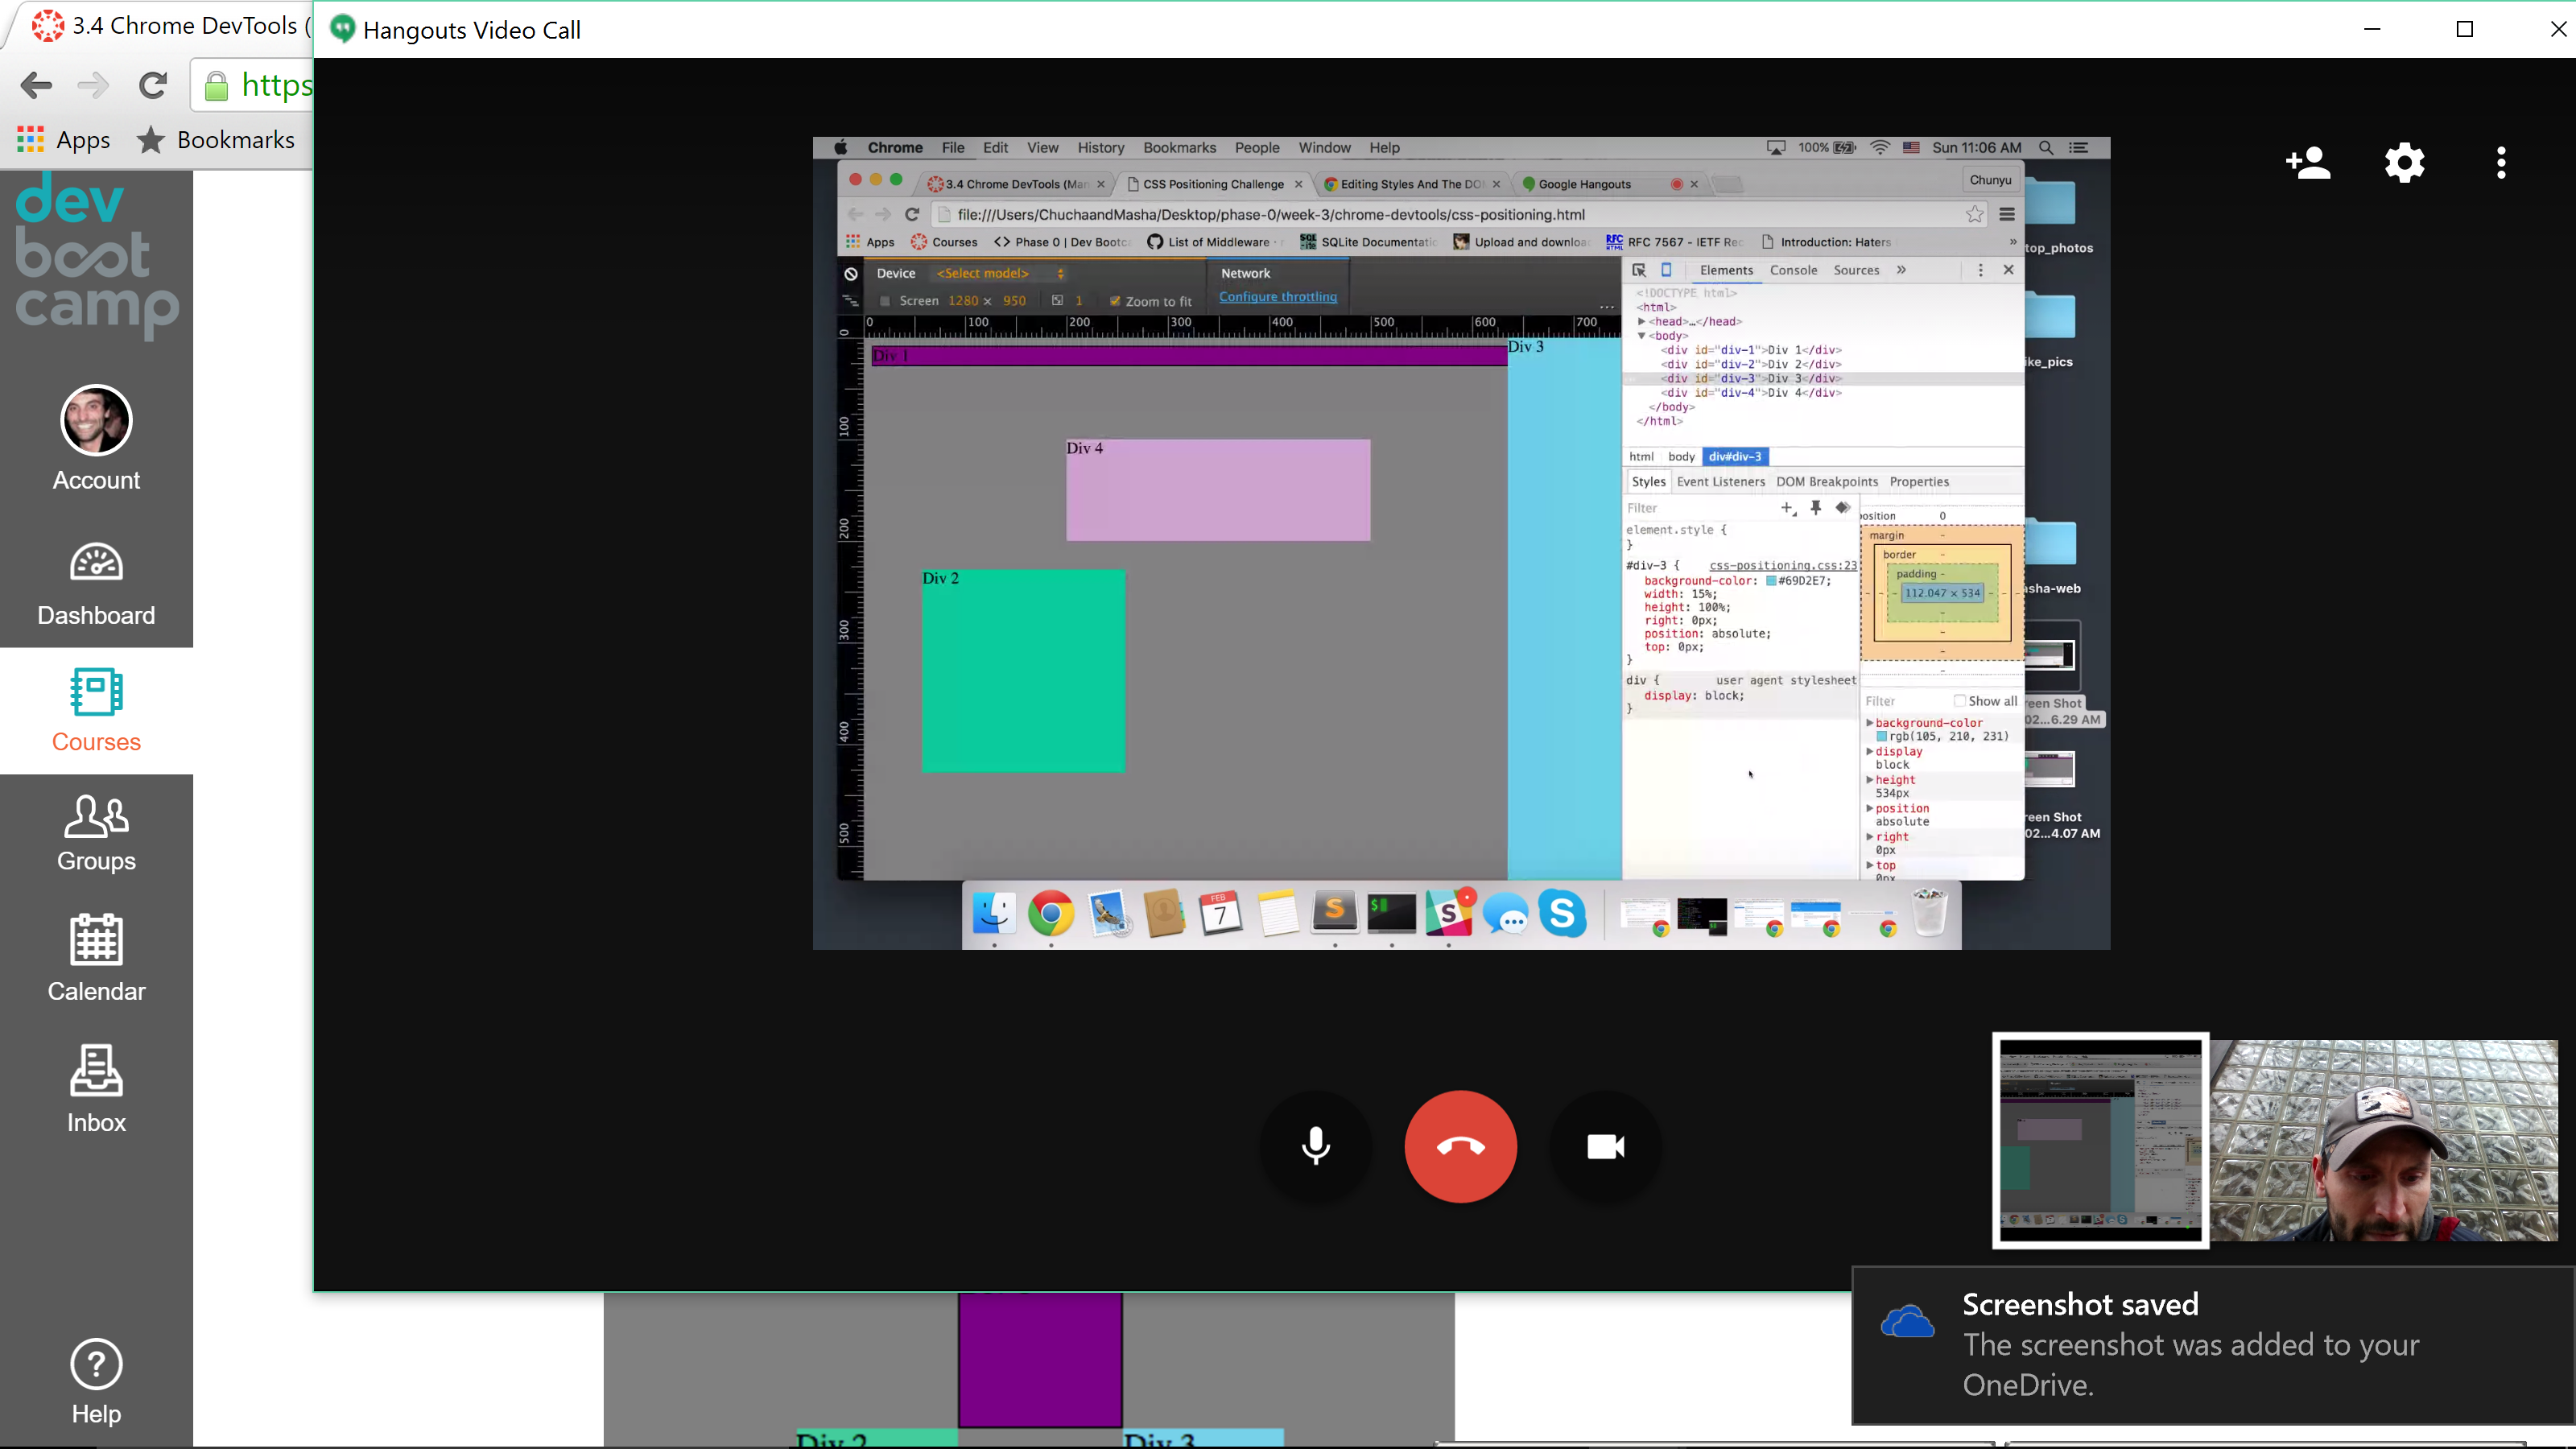 3.4 Chrome DevTools (
https
Apps
Bookmarks
dev
bootcamp
Account
Dashboard
Courses
Groups
Calendar
Inbox
Help
Hangouts Video Call
Chrome File Edit View History Bookmarks People Window Help
100% Sun 11:06 AM
3.4 Chrome DevTools (Man
CSS Positioning Challenge
Editing Styles And The DO
Google Hangouts
Chunyu
file:///Users/ChuchaandMasha/Desktop/phase-0/week-3/chrome-devtools/css-positioning.html
Apps Courses <> Phase 0 | Dev Bootc List of Middleware · SQLite Documentatio Upload and downloa RFC 7567 - IETF Re Introduction: Haters »
Device <Select model> Network
Screen 1280 × 950 1 Zoom to fit Configure throttling
...
0 100 200 300 400 500 600 700
0
100
200
300
400
500
Div 1
Div 3
Div 4
Div 2
Elements Console Sources »
<!DOCTYPE html>
<html>
<head>…</head>
<body>
<div id="div-1">Div 1</div>
<div id="div-2">Div 2</div>
<div id="div-3">Div 3</div>
<div id="div-4">Div 4</div>
</body>
</html>
html body div#div-3
Styles Event Listeners DOM Breakpoints Properties
Filter
element.style {
}
#div-3 { css-positioning.css:23
background-color: #69D2E7;
width: 15%;
height: 100%;
right: 0px;
position: absolute;
top: 0px;
}
div { user agent stylesheet
display: block;
}
osition 0
margin -
border -
padding -
112.047 × 534
Filter Show all
background-color
rgb(105, 210, 231)
display
block
height
534px
position
absolute
right
0px
top
0px
top_photos
ke_pics
sha-web
reen Shot
02...6.29 AM
reen Shot
02...4.07 AM
FEB
7
S
$
S
S
Screenshot saved
The screenshot was added to your
OneDrive.
Div 2
Div 3